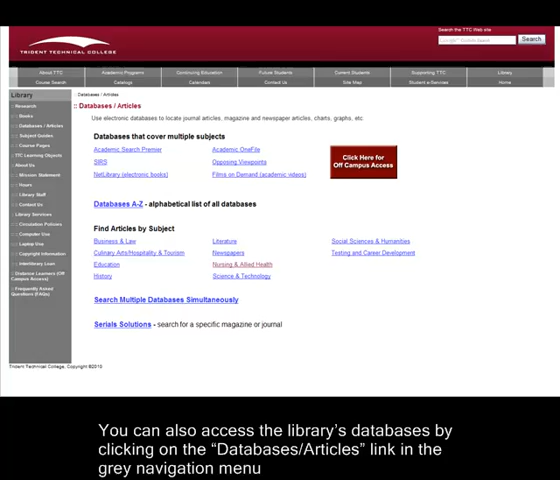 Search the TTC Web site
Google™ Custom Search
Search
TRIDENT TECHNICAL COLLEGE
About TTC Academic Programs Continuing Education Future Students Current Students Supporting TTC Library
Course Search Catalogs Calendars Contact Us Site Map Student e-Services Home
Library
Databases / Articles
:: Databases / Articles
Use electronic databases to locate journal articles, magazine and newspaper articles, charts, graphs, etc.
:: Research
:: Books
:: Databases / Articles
:: Subject Guides
:: Course Pages
:: TTC Learning Objects
:: About Us
:: Mission Statement
:: Hours
:: Library Staff
:: Contact Us
:: Library Services
:: Circulation Policies
:: Computer Use
:: Laptop Use
:: Copyright Information
:: Interlibrary Loan
:: Distance Learners (Off
Campus Access)
:: Frequently Asked
Questions (FAQs)
Databases that cover multiple subjects
Academic Search Premier Academic OneFile
SIRS Opposing Viewpoints
NetLibrary (electronic books) Films on Demand (academic videos)
Click Here for
Off Campus Access
Databases A-Z - alphabetical list of all databases
Find Articles by Subject
Business & Law Literature Social Sciences & Humanities
Culinary Arts/Hospitality & Tourism Newspapers Testing and Career Development
Education Nursing & Allied Health
History Science & Technology
Search Multiple Databases Simultaneously
Serials Solutions - search for a specific magazine or journal
Trident Technical College, Copyright ©2010
You can also access the library’s databases by
clicking on the “Databases/Articles” link in the
grey navigation menu